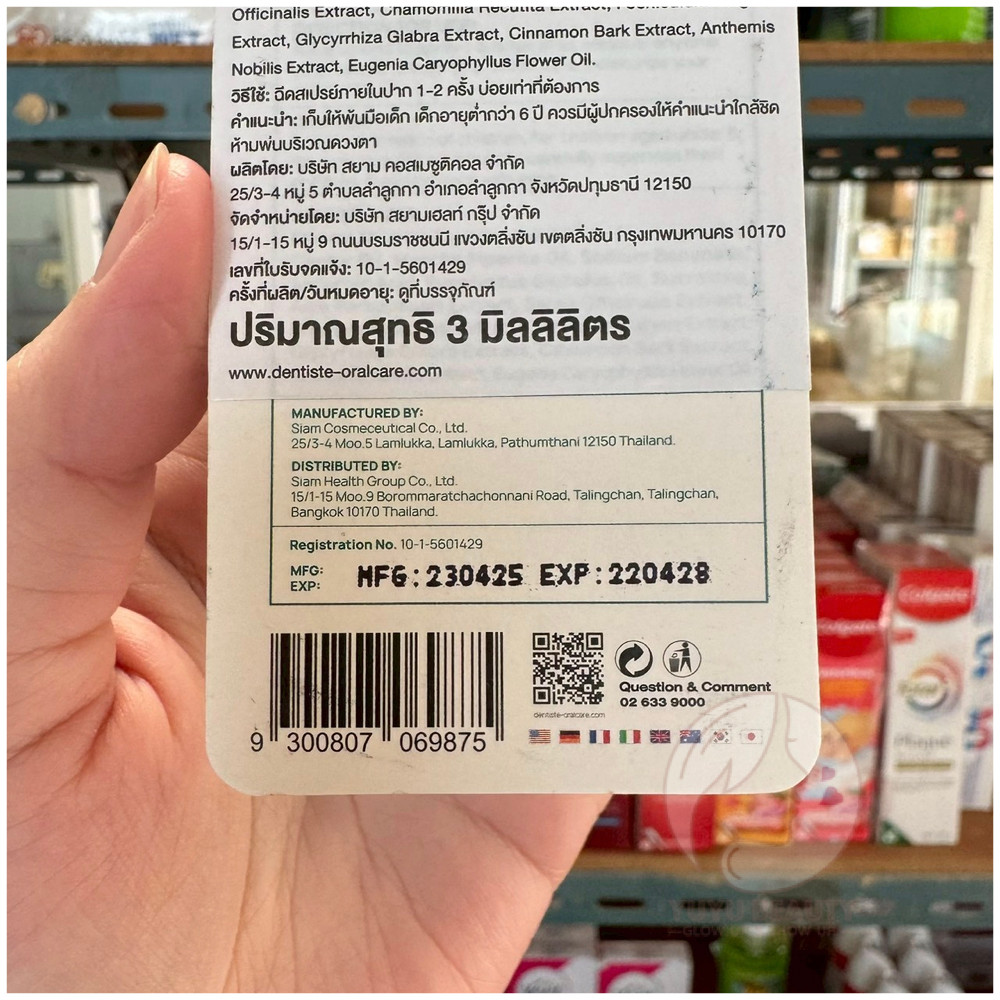 Officinalis Extract, Chamomilla Recutita Extract,
Extract, Glycyrrhiza Glabra Extract, Cinnamon Bark Extract, Anthemis
Nobilis Extract, Eugenia Caryophyllus Flower Oil.
วิธีใช้: ฉีดสเปรย์ภายในปาก 1-2 ครั้ง บ่อยเท่าที่ต้องการ
คำแนะนำ: เก็บให้พ้นมือเด็ก เด็กอายุต่ำกว่า 6 ปี ควรมีผู้ปกครองให้คำแนะนำใกล้ชิด
ห้ามพ่นบริเวณดวงตา
ผลิตโดย: บริษัท สยาม คอสเมซูติคอล จำกัด
25/3-4 หมู่ 5 ตำบลลำลูกกา อำเภอลำลูกกา จังหวัดปทุมธานี 12150
จัดจำหน่ายโดย: บริษัท สยามเฮลท์ กรุ๊ป จำกัด
15/1-15 หมู่ 9 ถนนบรมราชชนนี แขวงตลิ่งชัน เขตตลิ่งชัน กรุงเทพมหานคร 10170
เลขที่ใบรับจดแจ้ง: 10-1-5601429
ครั้งที่ผลิต/วันหมดอายุ: ดูที่บรรจุภัณฑ์
ปริมาณสุทธิ 3 มิลลิลิตร
www.dentiste-oralcare.com
MANUFACTURED BY:
Siam Cosmeceutical Co., Ltd.
25/3-4 Moo.5 Lamlukka, Lamlukka, Pathumthani 12150 Thailand.
DISTRIBUTED BY:
Siam Health Group Co., Ltd.
15/1-15 Moo.9 Borommaratchachonnani Road, Talingchan, Talingchan,
Bangkok 10170 Thailand.
Registration No. 10-1-5601429
MFG:
EXP:
MFG:230425 EXP:220428
9 300807 069875
dentiste-oralcare.com
Question & Comment
02 633 9000
Colgate
Colgate